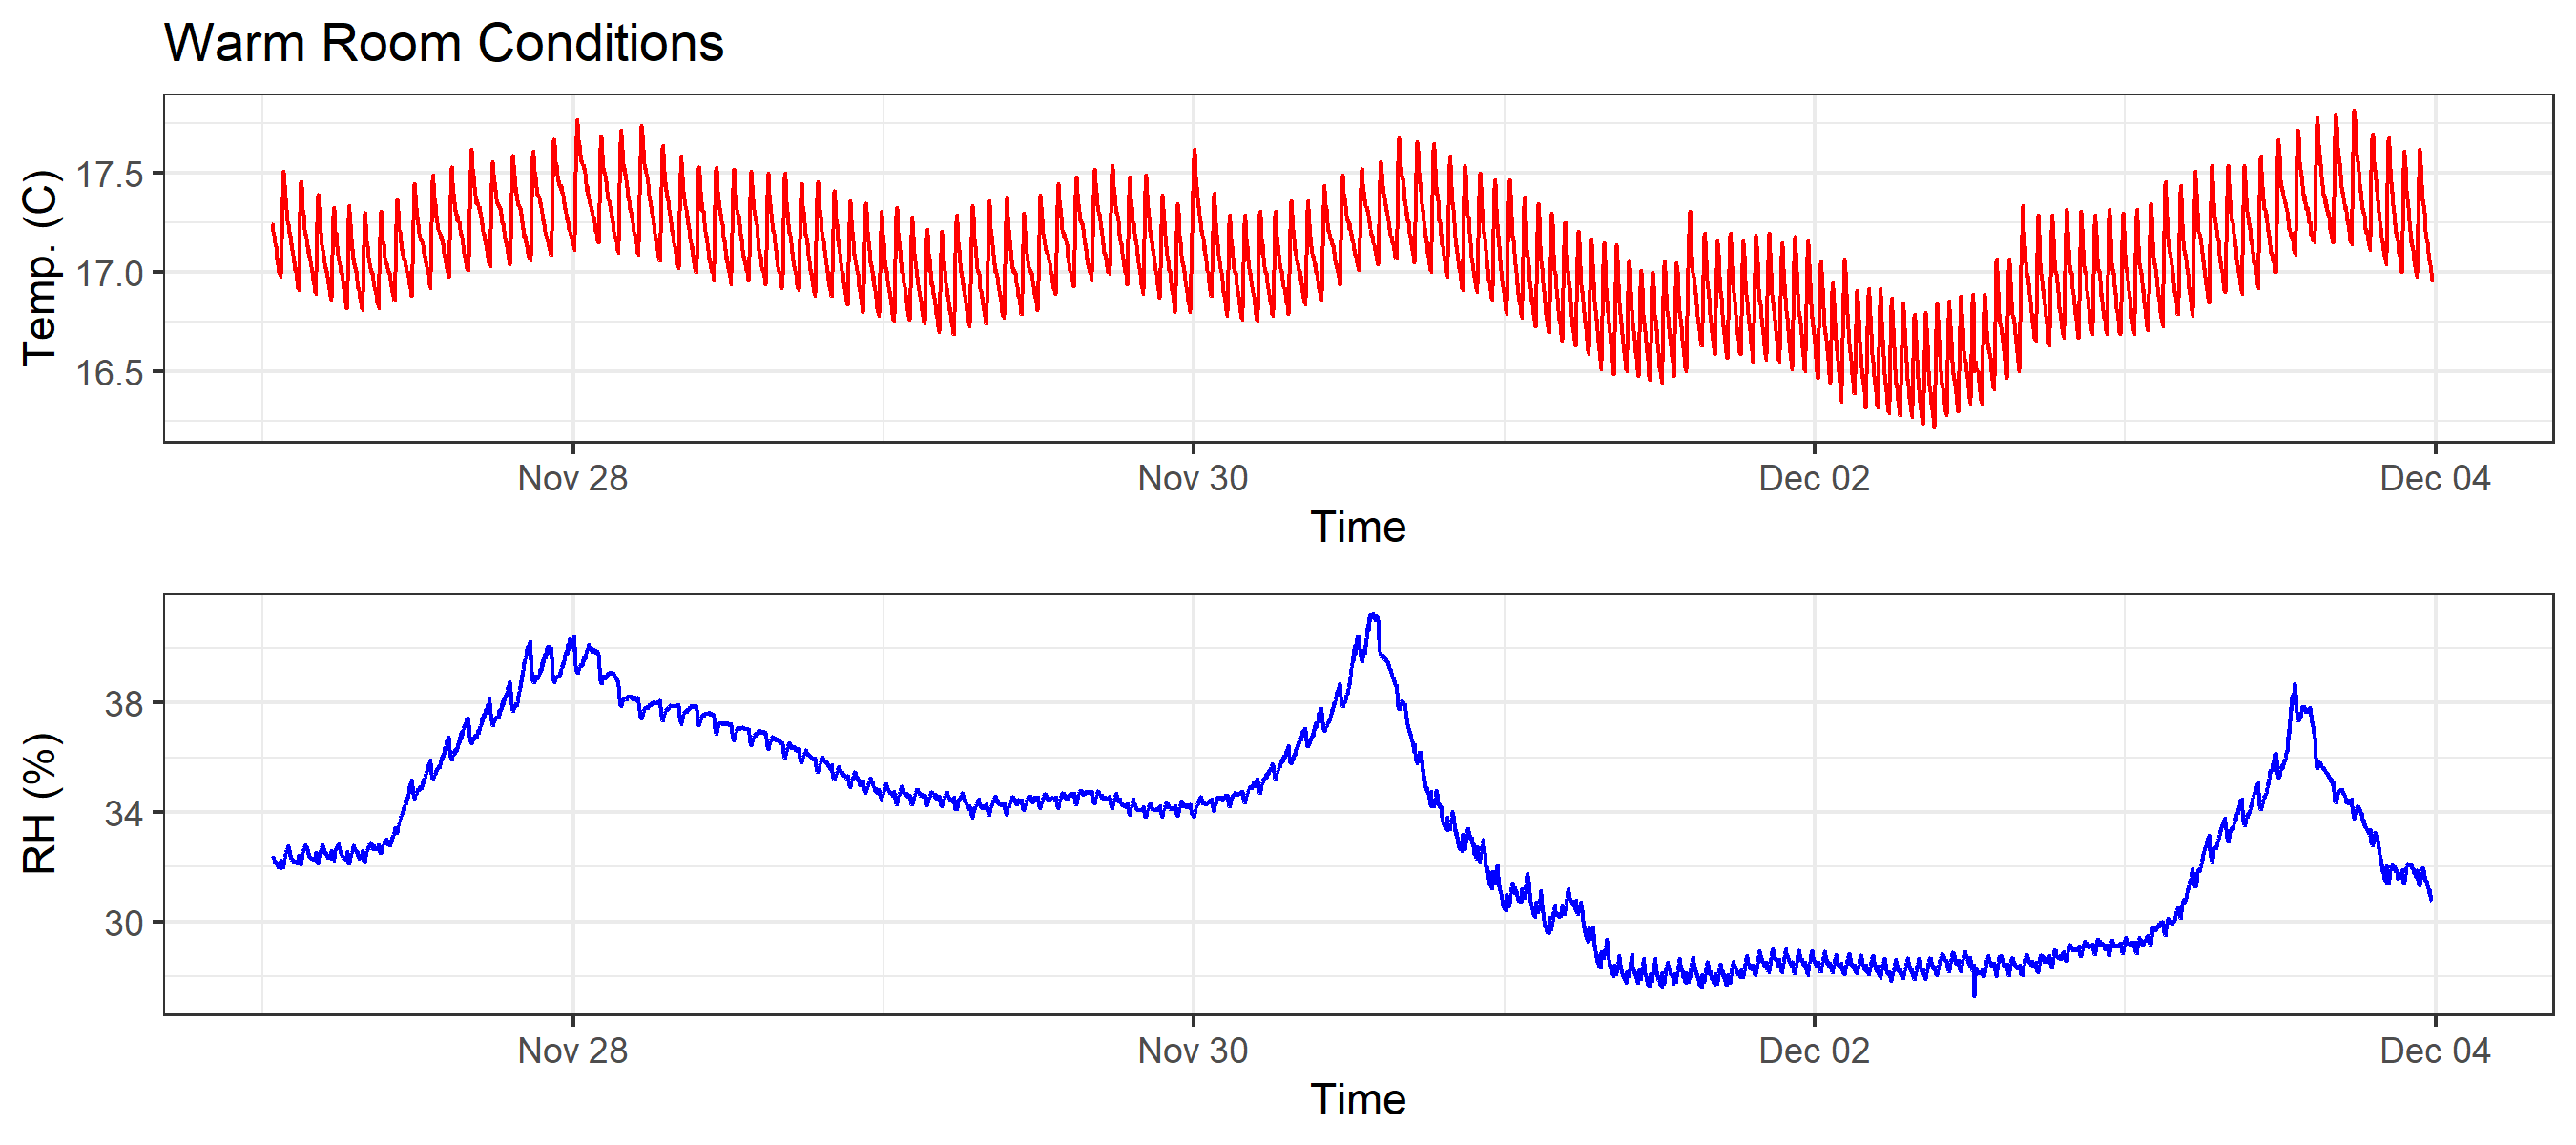 Warm Room Conditions
Temp. (C)
17.5
17.0
16.5
Nov 28 Nov 30 Dec 02 Dec 04
Time
RH (%)
38
34
30
Nov 28 Nov 30 Dec 02 Dec 04
Time